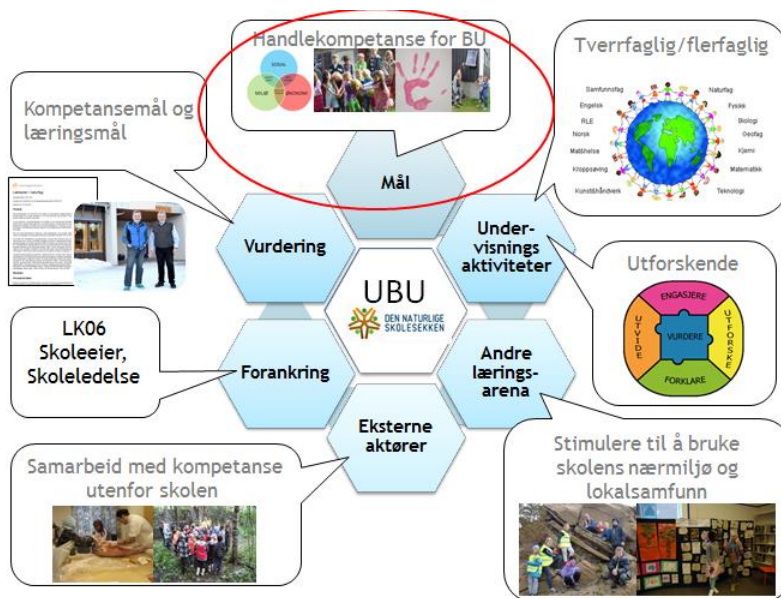 Handlekompetanse for BU
SOSIAL
MILJØ
ØKONOMI
Tverrfaglig/flerfaglig
Samfunnsfag
Engelsk
RLE
Norsk
Mat&helse
Kroppsøving
Kunst&håndverk
Naturfag
Fysikk
Biologi
Geofag
Kjemi
Matematikk
Teknologi
Kompetansemål og
læringsmål
Mål
Vurdering
Under-
visnings
aktiviteter
UBU
DEN NATURLIGE
SKOLESEKKEN
Utforskende
ENGASJERE
UTVIDE
VURDERE
UTFORSKE
FORKLARE
LK06
Skoleeier,
Skoleledelse
Forankring
Andre
lærings-
arena
Eksterne
aktører
Samarbeid med kompetanse
utenfor skolen
Stimulere til å bruke
skolens nærmiljø og
lokalsamfunn